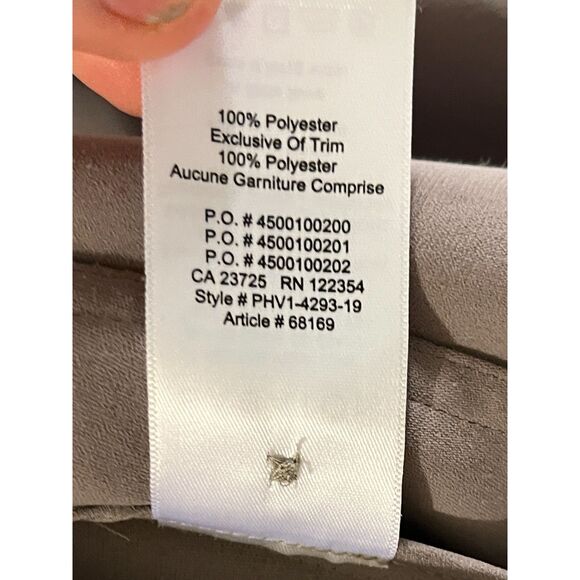 100% Polyester
Exclusive Of Trim
100% Polyester
Aucune Garniture Comprise
P.O. # 4500100200
P.O. # 4500100201
P.O. # 4500100202
CA 23725 RN 122354
Style # PHV1-4293-19
Article # 68169